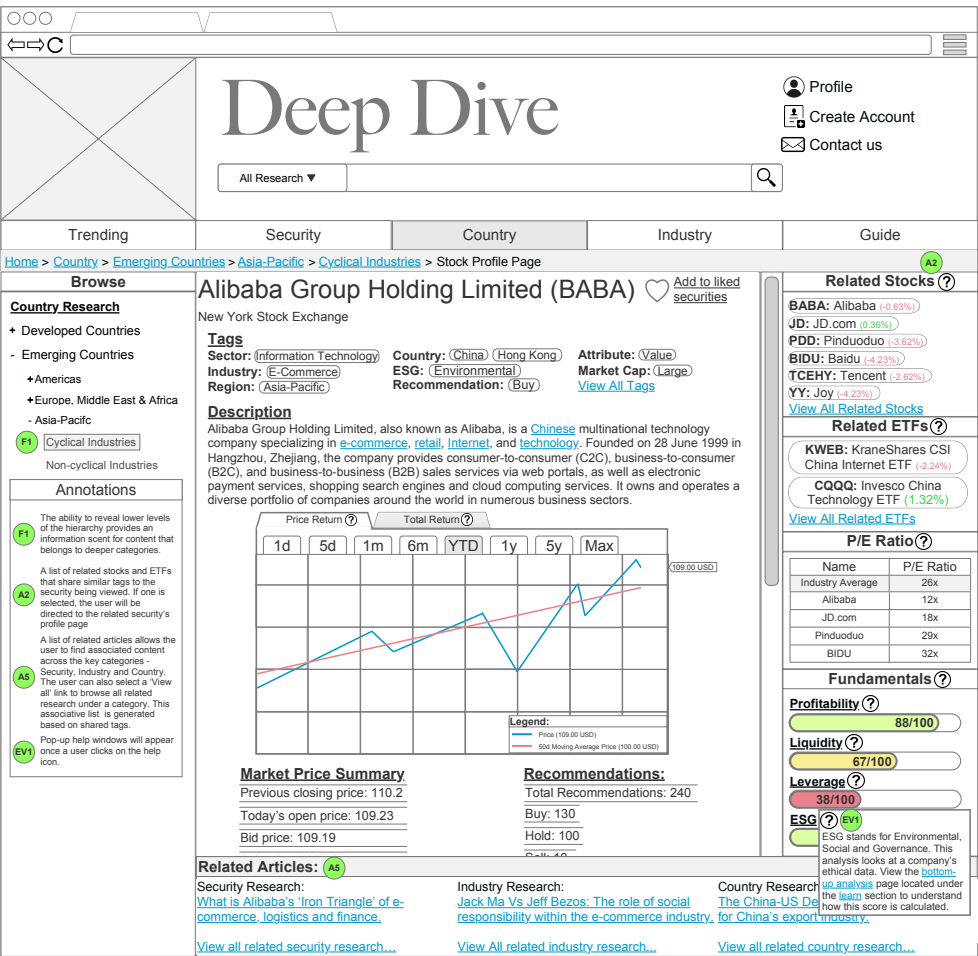 Deep Dive
Profile
Create Account
Contact us
All Research ▼
Trending
Security
Country
Industry
Guide
Home > Country > Emerging Countries > Asia-Pacific > Cyclical Industries > Stock Profile Page
A2
Browse
Country Research
+ Developed Countries
- Emerging Countries
+Americas
+Europe, Middle East & Africa
- Asia-Pacifc
F1
Cyclical Industries
Non-cyclical Industries
Annotations
F1
The ability to reveal lower levels
of the hierarchy provides an
information scent for content that
belongs to deeper categories.
A2
A list of related stocks and ETFs
that share similar tags to the
security being viewed. If one is
selected, the user will be
directed to the related security's
profile page
A5
A list of related articles allows the
user to find associated content
across the key categories -
Security, Industry and Country.
The user can also select a 'View
all' link to browse all related
research under a category. This
associative list is generated
based on shared tags.
EV1
Pop-up help windows will appear
once a user clicks on the help
icon.
Alibaba Group Holding Limited (BABA)
Add to liked
securities
New York Stock Exchange
Tags
Sector: Information Technology
Industry: E-Commerce
Region: Asia-Pacific
Country: China Hong Kong
ESG: Environmental
Recommendation: Buy
Attribute: Value
Market Cap: Large
View All Tags
Description
Alibaba Group Holding Limited, also known as Alibaba, is a Chinese multinational technology
company specializing in e-commerce, retail, Internet, and technology. Founded on 28 June 1999 in
Hangzhou, Zhejiang, the company provides consumer-to-consumer (C2C), business-to-consumer
(B2C), and business-to-business (B2B) sales services via web portals, as well as electronic
payment services, shopping search engines and cloud computing services. It owns and operates a
diverse portfolio of companies around the world in numerous business sectors.
Price Return ?
Total Return ?
1d
5d
1m
6m
YTD
1y
5y
Max
109.00 USD
Legend:
Price (109.00 USD)
50d Moving Average Price (100.00 USD)
Market Price Summary
Previous closing price: 110.2
Today's open price: 109.23
Bid price: 109.19
Recommendations:
Total Recommendations: 240
Buy: 130
Hold: 100
Related Stocks ?
BABA: Alibaba (-0.63%)
JD: JD.com (0.36%)
PDD: Pinduoduo (-3.62%)
BIDU: Baidu (-4.23%)
TCEHY: Tencent (-2.62%)
YY: Joy (-4.23%)
View All Related Stocks
Related ETFs ?
KWEB: KraneShares CSI
China Internet ETF (-2.24%)
CQQQ: Invesco China
Technology ETF (1.32%)
View All Related ETFs
P/E Ratio ?
Name P/E Ratio
Industry Average 26x
Alibaba 12x
JD.com 18x
Pinduoduo 29x
BIDU 32x
Fundamentals ?
Profitability ?
88/100
Liquidity ?
67/100
Leverage ?
38/100
ESG ? EV1
ESG stands for Environmental,
Social and Governance. This
analysis looks at a company's
ethical data. View the bottom-
up analysis page located under
the learn section to understand
how this score is calculated.
Related Articles: A5
Security Research:
What is Alibaba's 'Iron Triangle' of e-
commerce, logistics and finance.
View all related security research…
Industry Research:
Jack Ma Vs Jeff Bezos: The role of social
responsibility within the e-commerce industry.
View All related industry research...
Country Research
The China-US De
for China's export industry.
View all related country research…